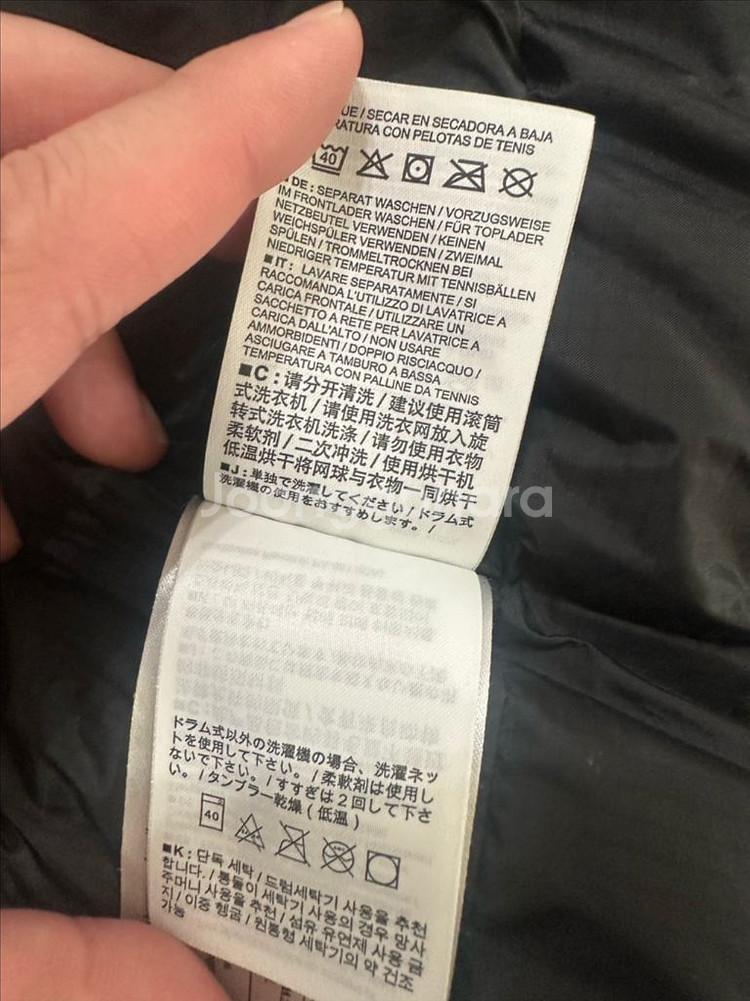 UE / SECAR EN SECADORA A BAJA
RATURA CON PELOTAS DE TENIS
40
DE : SEPARAT WASCHEN / VORZUGSWEISE
IM FRONTLADER WASCHEN / FÜR TOPLADER
NETZBEUTEL VERWENDEN / KEINEN
WEICHSPÜLER VERWENDEN / ZWEIMAL
SPÜLEN / TROMMELTROCKNEN BEI
NIEDRIGER TEMPERATUR MIT TENNISBÄLLEN
■ IT : LAVARE SEPARATAMENTE / SI
RACCOMANDA L'UTILIZZO DI LAVATRICE A
CARICA FRONTALE / UTILIZZARE UN
SACCHETTO A RETE PER LAVATRICE A
CARICA DALL'ALTO / NON USARE
AMMORBIDENTI / DOPPIO RISCIACQUO /
ASCIUGARE A TAMBURO A BASSA
TEMPERATURA CON PALLINE DA TENNIS
■C : 请分开清洗 / 建议使用滚筒
式洗衣机 / 请使用洗衣网放入旋
转式洗衣机洗涤 / 请勿使用衣物
柔软剂 / 二次冲洗 / 使用烘干机
低温烘干将网球与衣物一同烘干
■J : 単独で洗濯してください / ドラム式
洗濯機の使用をおすすめします。 /
ドラム式以外の洗濯機の場合、洗濯ネッ
トを使用して下さい。 / 柔軟剤は使用し
ないで下さい。 / すすぎは2回して下さ
い。 / タンブラー乾燥 ( 低温 )
40
■K : 단독 세탁 / 드럼세탁기 사용을 추천
합니다. / 통돌이 세탁기 사용의 경우 망사
주머니 사용을 추천 / 섬유 유연제 사용 금
지 / 이중 헹굼 / 원통형 세탁기의 약 건조
가능